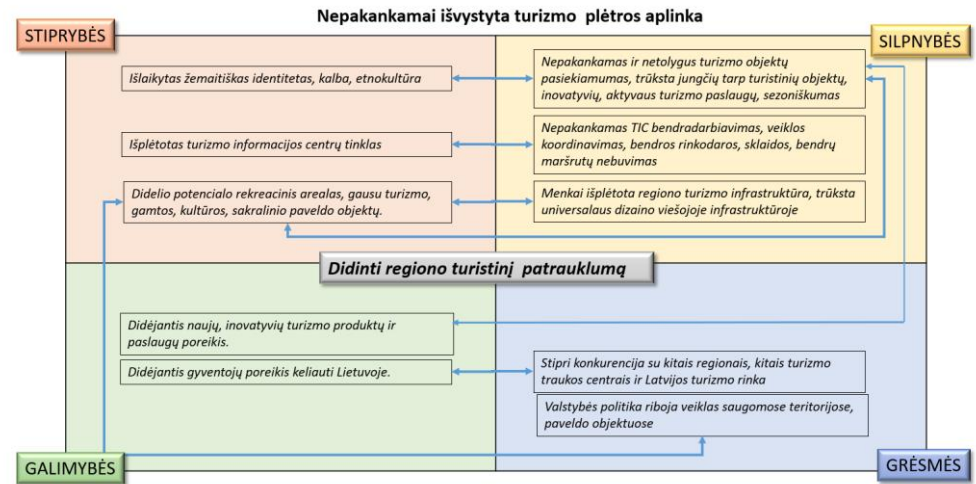 Nepakankamai išvystyta turizmo plėtros aplinka
STIPRYBĖS
SILPNYBĖS
Išlaikytas žemaitiškas identitetas, kalba, etnokultūra
Nepakankamas ir netolygus turizmo objektų
pasiekiamumas, trūksta jungčių tarp turistinių objektų,
inovatyvių, aktyvaus turizmo paslaugų, sezoniškumas
Išplėtotas turizmo informacijos centrų tinklas
Nepakankamas TIC bendradarbiavimas, veiklos
koordinavimas, bendros rinkodaros, sklaidos, bendrų
maršrutų nebuvimas
Didelio potencialo rekreacinis arealas, gausu turizmo,
gamtos, kultūros, sakralinio paveldo objektų.
Menkai išplėtota regiono turizmo infrastruktūra, trūksta
universalaus dizaino viešojoje infrastruktūroje
Didinti regiono turistinį patrauklumą
Didėjantis naujų, inovatyvių turizmo produktų ir
paslaugų poreikis.
Didėjantis gyventojų poreikis keliauti Lietuvoje.
Stipri konkurencija su kitais regionais, kitais turizmo
traukos centrais ir Latvijos turizmo rinka
Valstybės politika riboja veiklas saugomose teritorijose,
paveldo objektuose
GALIMYBĖS
GRĖSMĖS